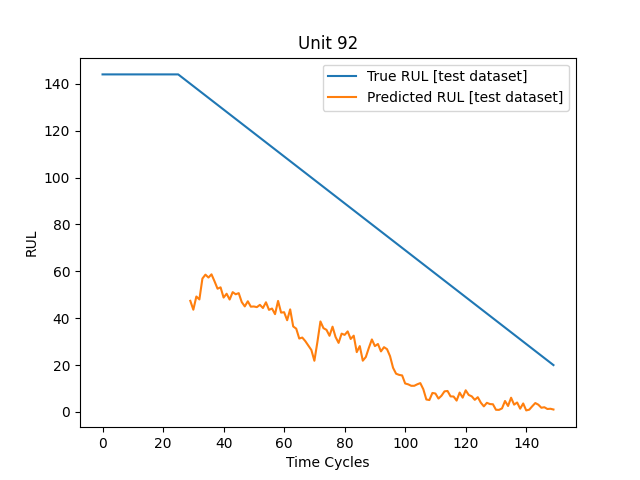 Unit 92
True RUL [test dataset]
Predicted RUL [test dataset]
140
120
100
80
60
40
20
0
RUL
0 20 40 60 80 100 120 140
Time Cycles